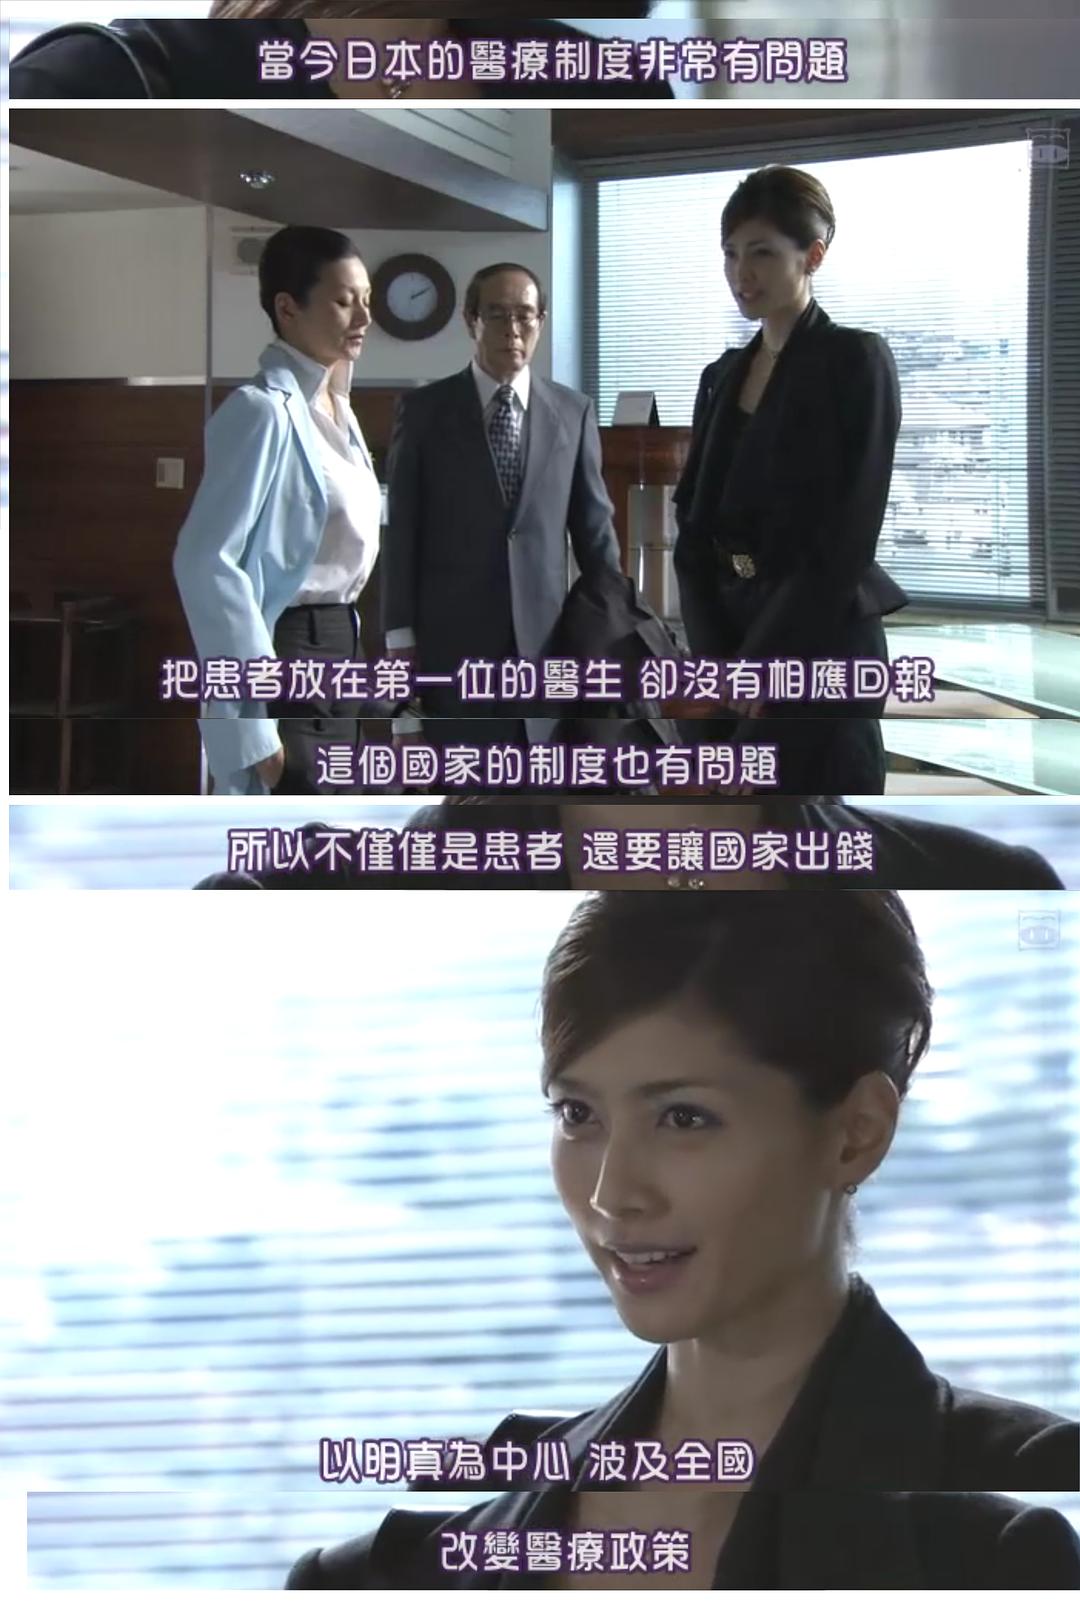 當今日本的醫療制度非常有問題
把患者放在第一位的醫生 卻沒有相應回報
這個國家的制度也有問題
所以不僅僅是患者 還要讓國家出錢
以明真為中心 波及全國
改變醫療政策